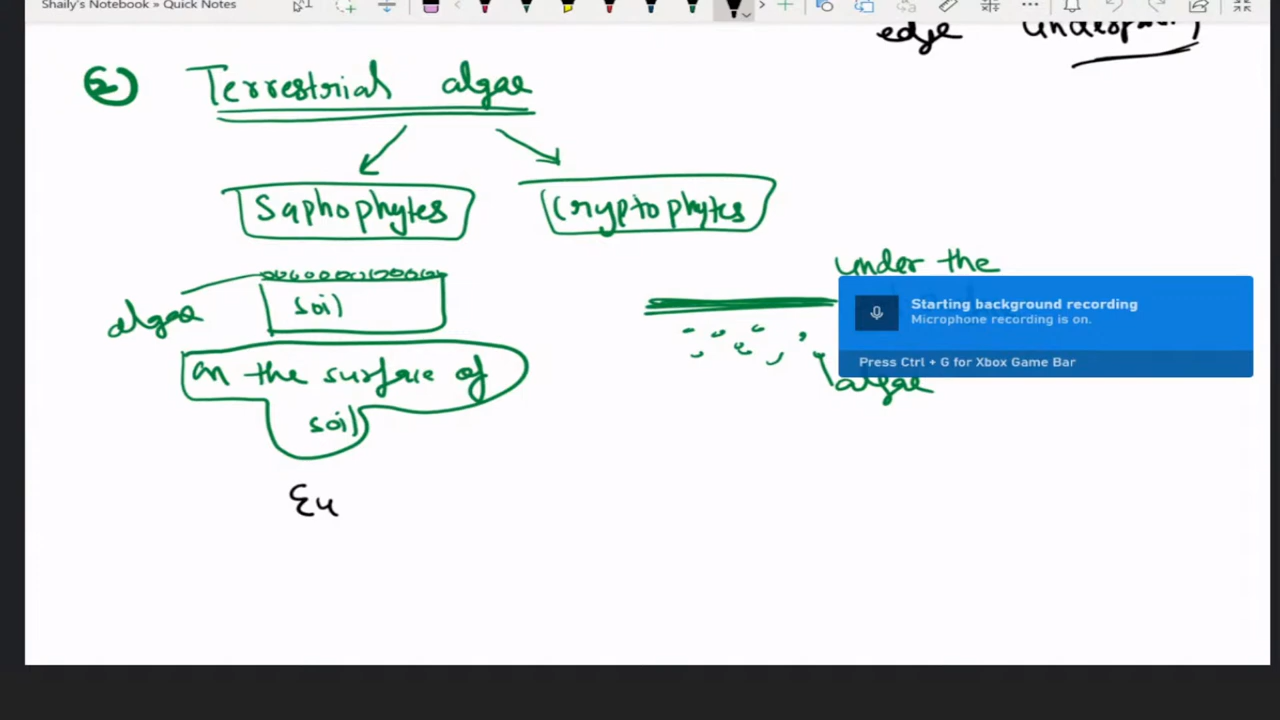 Shaily's Notebook » Quick Notes
edge
2) Terrestrial algae
Saphophytes
Cryptophytes
under the
algae
soil
Starting background recording
Microphone recording is on.
Press Ctrl + G for Xbox Game Bar
on the surface of
soil
algae
Eu